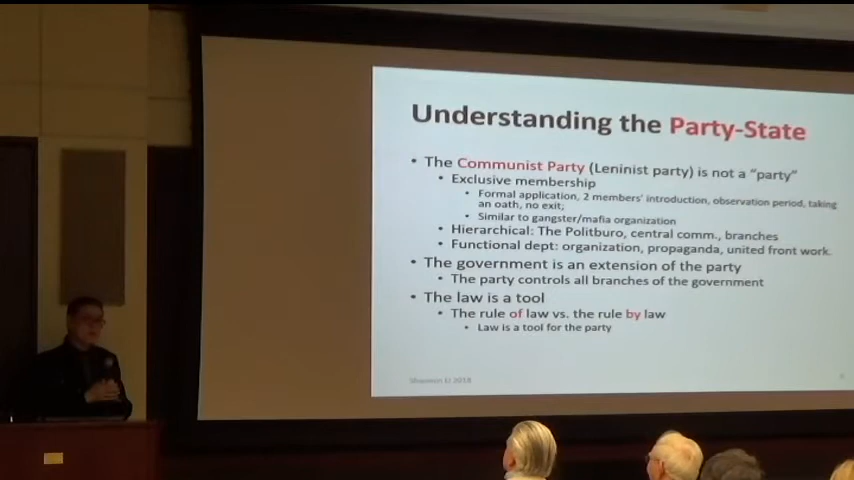 Understanding the Party-State
• The Communist Party (Leninist party) is not a "party"
• Exclusive membership
• Formal application, 2 members' introduction, observation period, taking
an oath, no exit;
• Similar to gangster/mafia organization
• Hierarchical: The Politburo, central comm., branches
• Functional dept: organization, propaganda, united front work.
• The government is an extension of the party
• The party controls all branches of the government
• The law is a tool
• The rule of law vs. the rule by law
• Law is a tool for the party
Li 2018